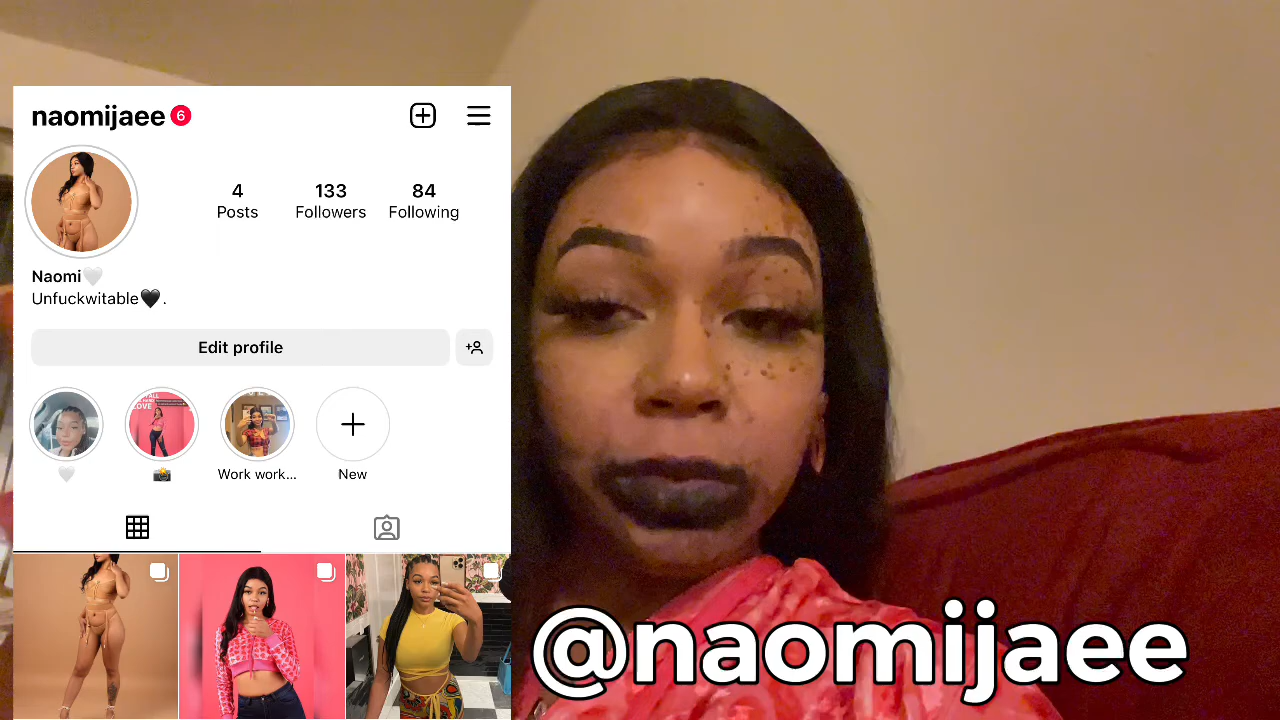 naomijaee 6
4 133 84
Posts Followers Following
Naomi🤍
Unfuckwitable🖤.
Edit profile
🤍 📸 Work work... New
@naomijaee